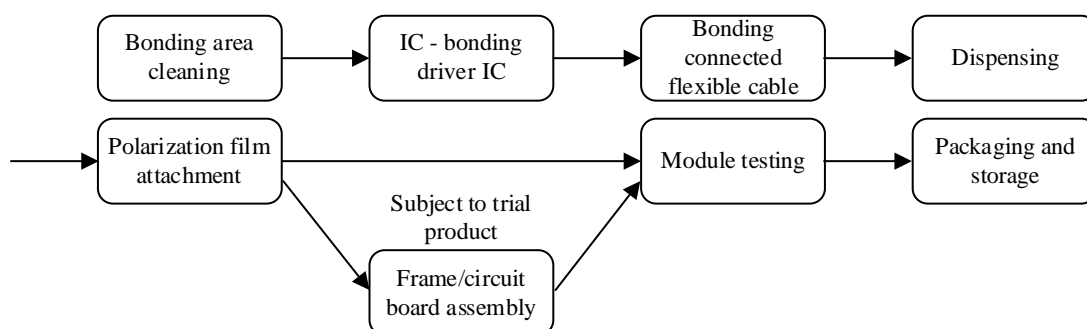 Bonding area
cleaning
IC - bonding
driver IC
Bonding
connected
flexible cable
Dispensing
Polarization film
attachment
Module testing
Packaging and
storage
Subject to trial
product
Frame/circuit
board assembly